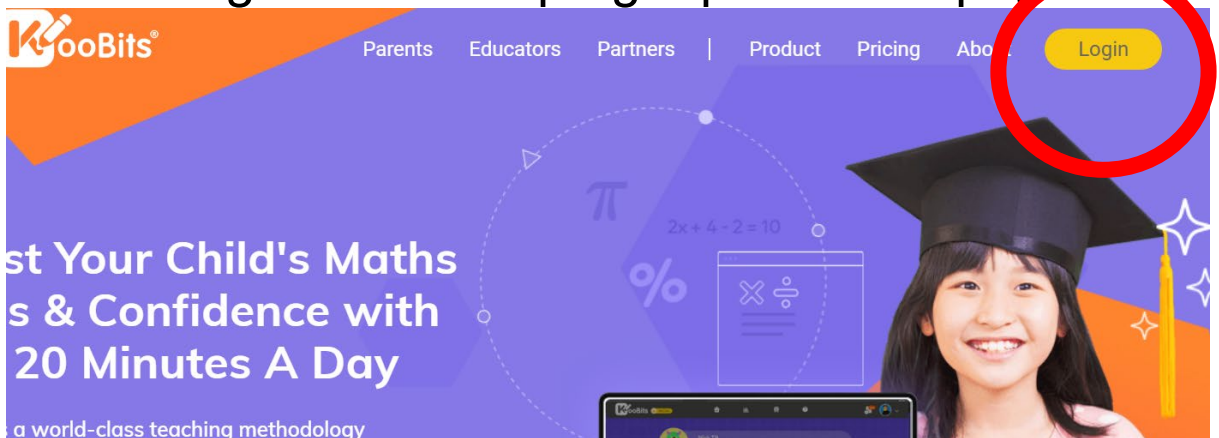 KooBits®
Parents Educators Partners | Product Pricing Login
π
2x + 4 - 2 = 10
%
st Your Child's Maths
s & Confidence with
20 Minutes A Day
a world-class teaching methodology
KooBits